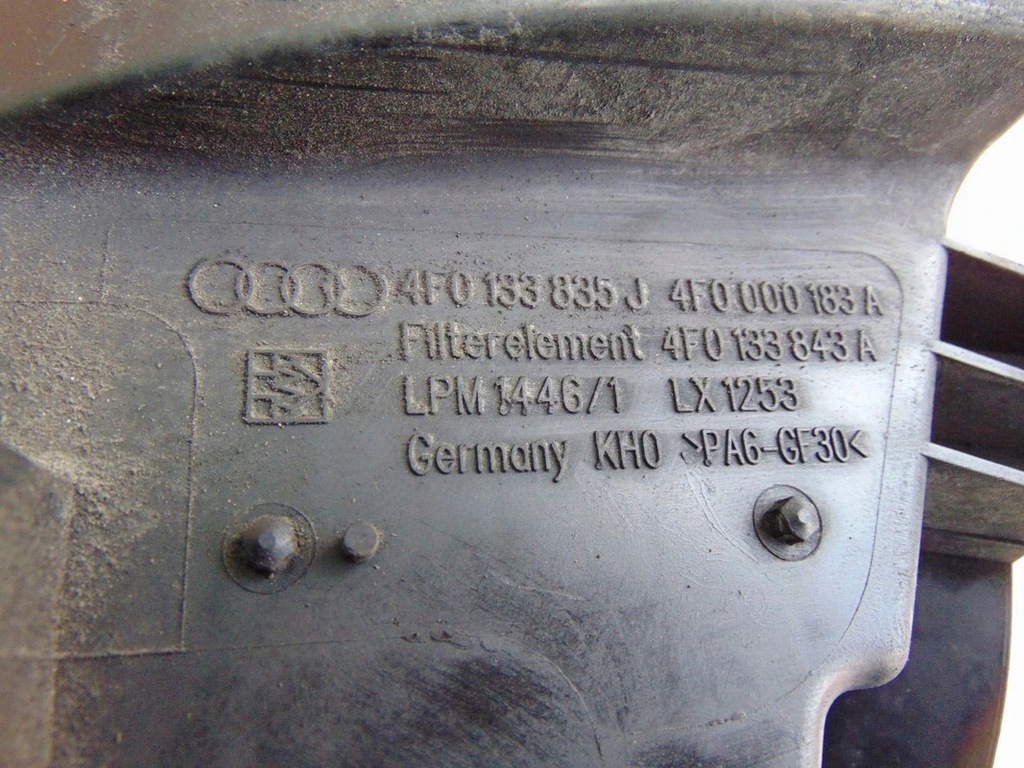 4F0 133 835 J 4F0 000 183 A
Filterelement 4F0 133 843 A
LPM 1446/1 LX 1253
Germany KHO >PA6-GF30<